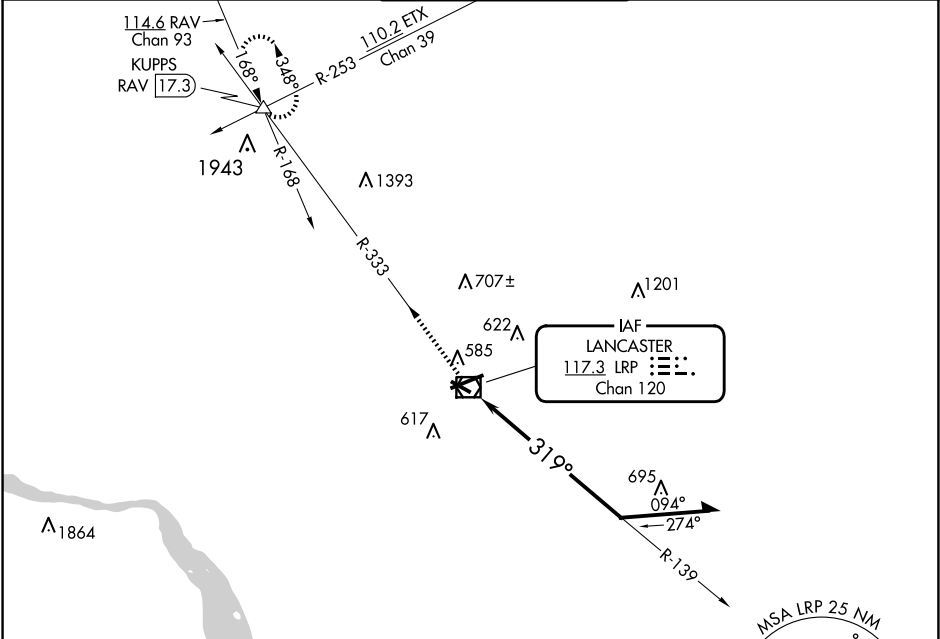 114.6 RAV
Chan 93
KUPPS
RAV 17.3
168°
348°
R-253
110.2 ETX
Chan 39
1943
R-168
1393
R-333
707±
1201
622
585
IAF
LANCASTER
117.3 LRP
Chan 120
617
319°
695
094°
274°
R-139
1864
MSA LRP 25 NM